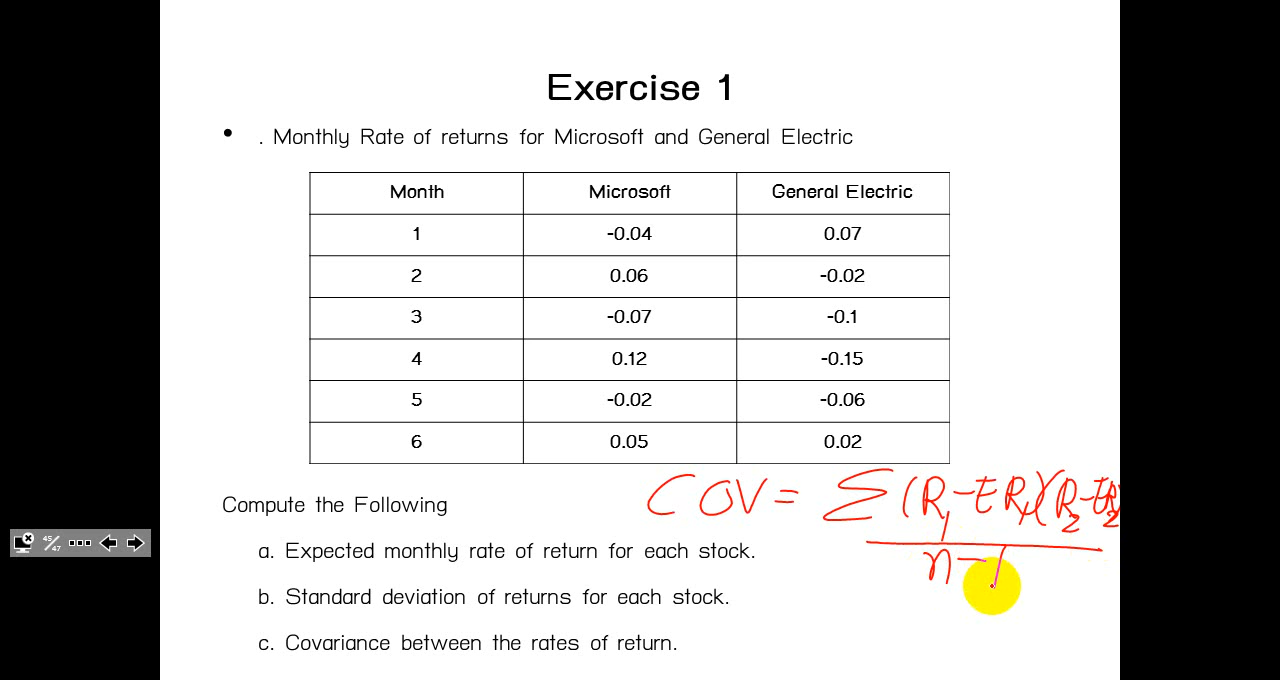 Exercise 1
• . Monthly Rate of returns for Microsoft and General Electric
Month Microsoft General Electric
1 -0.04 0.07
2 0.06 -0.02
3 -0.07 -0.1
4 0.12 -0.15
5 -0.02 -0.06
6 0.05 0.02
COV = Σ (R₁ - ER₁)(R₂ - ER₂)
n - 1
Compute the Following
45/47
a. Expected monthly rate of return for each stock.
b. Standard deviation of returns for each stock.
c. Covariance between the rates of return.